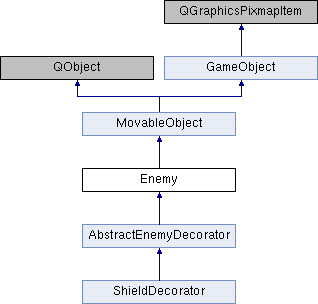 QGraphicsPixmapItem
QObject
GameObject
MovableObject
Enemy
AbstractEnemyDecorator
ShieldDecorator